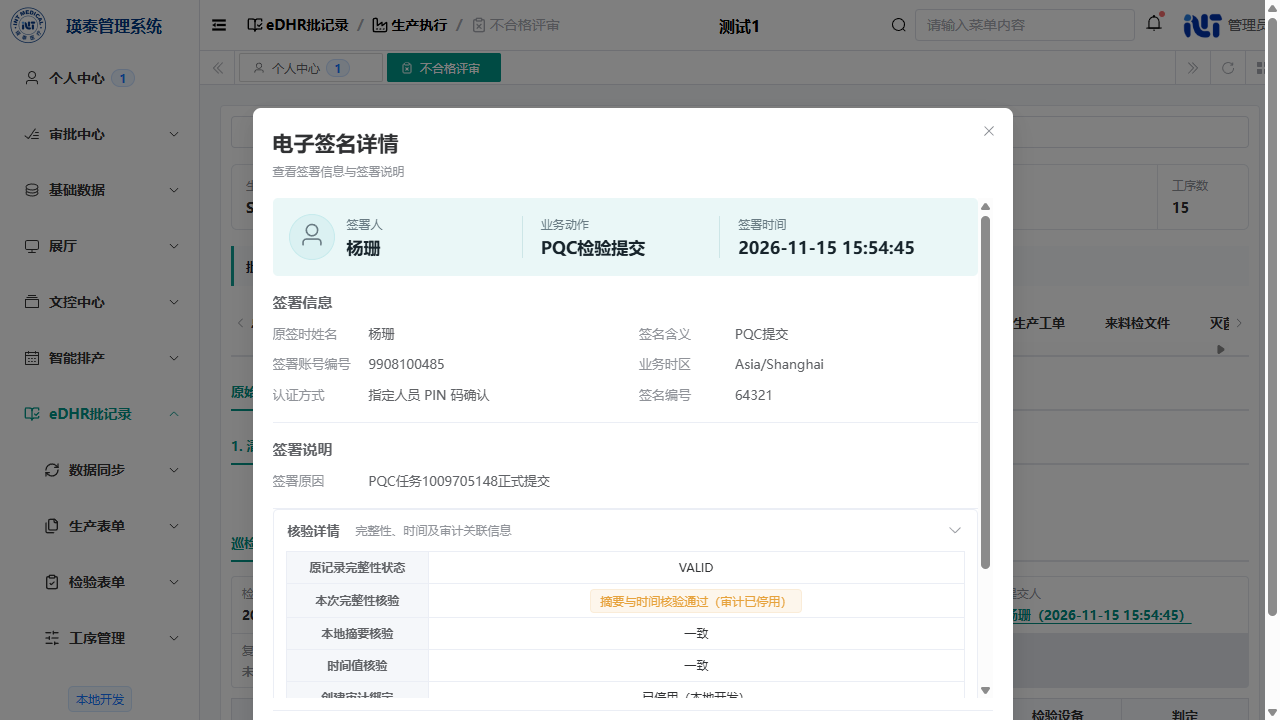 瑛泰管理系统
eDHR批记录 / 生产执行 / 不合格评审
测试1
请输入菜单内容
管理员
个人中心 1
不合格评审
个人中心 1
审批中心
基础数据
展厅
文控中心
智能排产
eDHR批记录
数据同步
生产表单
检验表单
工序管理
本地开发
工序数
15
生产工单
来料检文件
电子签名详情
查看签署信息与签署说明
签署人
杨珊
业务动作
PQC检验提交
签署时间
2026-11-15 15:54:45
签署信息
原签时姓名 杨珊
签名含义 PQC提交
签署账号编号 9908100485
业务时区 Asia/Shanghai
认证方式 指定人员 PIN 码确认
签名编号 64321
签署说明
签署原因 PQC任务1009705148正式提交
核验详情 完整性、时间及审计关联信息
原记录完整性状态 VALID
本次完整性核验 摘要与时间核验通过（审计已停用）
本地摘要核验 一致
时间值核验 一致
创建审计绑定 已停用（本地开发）
（2026-11-15 15:54:45）
检验设备
判定